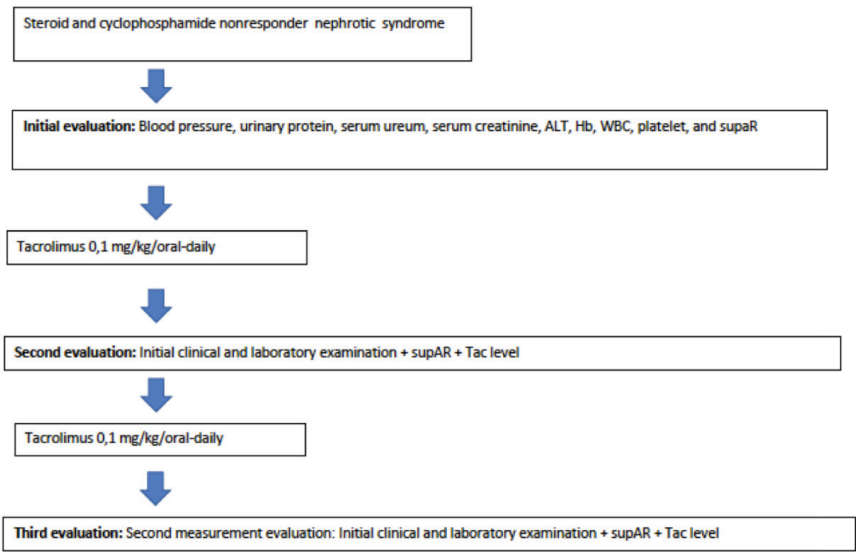 Steroid and cyclophosphamide nonresponder nephrotic syndrome
Initial evaluation: Blood pressure, urinary protein, serum ureum, serum creatinine, ALT, Hb, WBC, platelet, and supaR
Tacrolimus 0,1 mg/kg/oral-daily
Second evaluation: Initial clinical and laboratory examination + supAR + Tac level
Tacrolimus 0,1 mg/kg/oral-daily
Third evaluation: Second measurement evaluation: Initial clinical and laboratory examination + supAR + Tac level